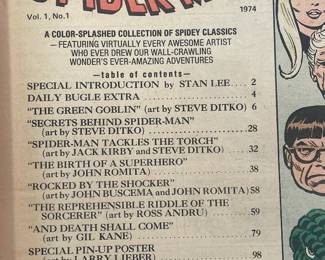 SPIDER-MAN
Vol. 1, No. 1 1974
A COLOR-SPLASHED COLLECTION OF SPIDEY CLASSICS
—FEATURING VIRTUALLY EVERY AWESOME ARTIST
WHO EVER DREW OUR WALL-CRAWLING
WONDER'S EVER-AMAZING ADVENTURES
—table of contents—
SPECIAL INTRODUCTION by STAN LEE . . 2
DAILY BUGLE EXTRA . . . . 4
"THE GREEN GOBLIN" (art by STEVE DITKO) 6
"SECRETS BEHIND SPIDER-MAN"
(art by STEVE DITKO) 28
"SPIDER-MAN TACKLES THE TORCH"
(art by JACK KIRBY and STEVE DITKO) 32
"THE BIRTH OF A SUPERHERO"
(art by JOHN ROMITA) 38
"ROCKED BY THE SHOCKER"
(art by JOHN BUSCEMA and JOHN ROMITA) 58
"THE REPREHENSIBLE RIDDLE OF THE
SORCERER" (art by ROSS ANDRU) 59
"AND DEATH SHALL COME"
(art by GIL KANE) 79
SPECIAL PIN-UP POSTER
(art by LARRY LIEBER) 98